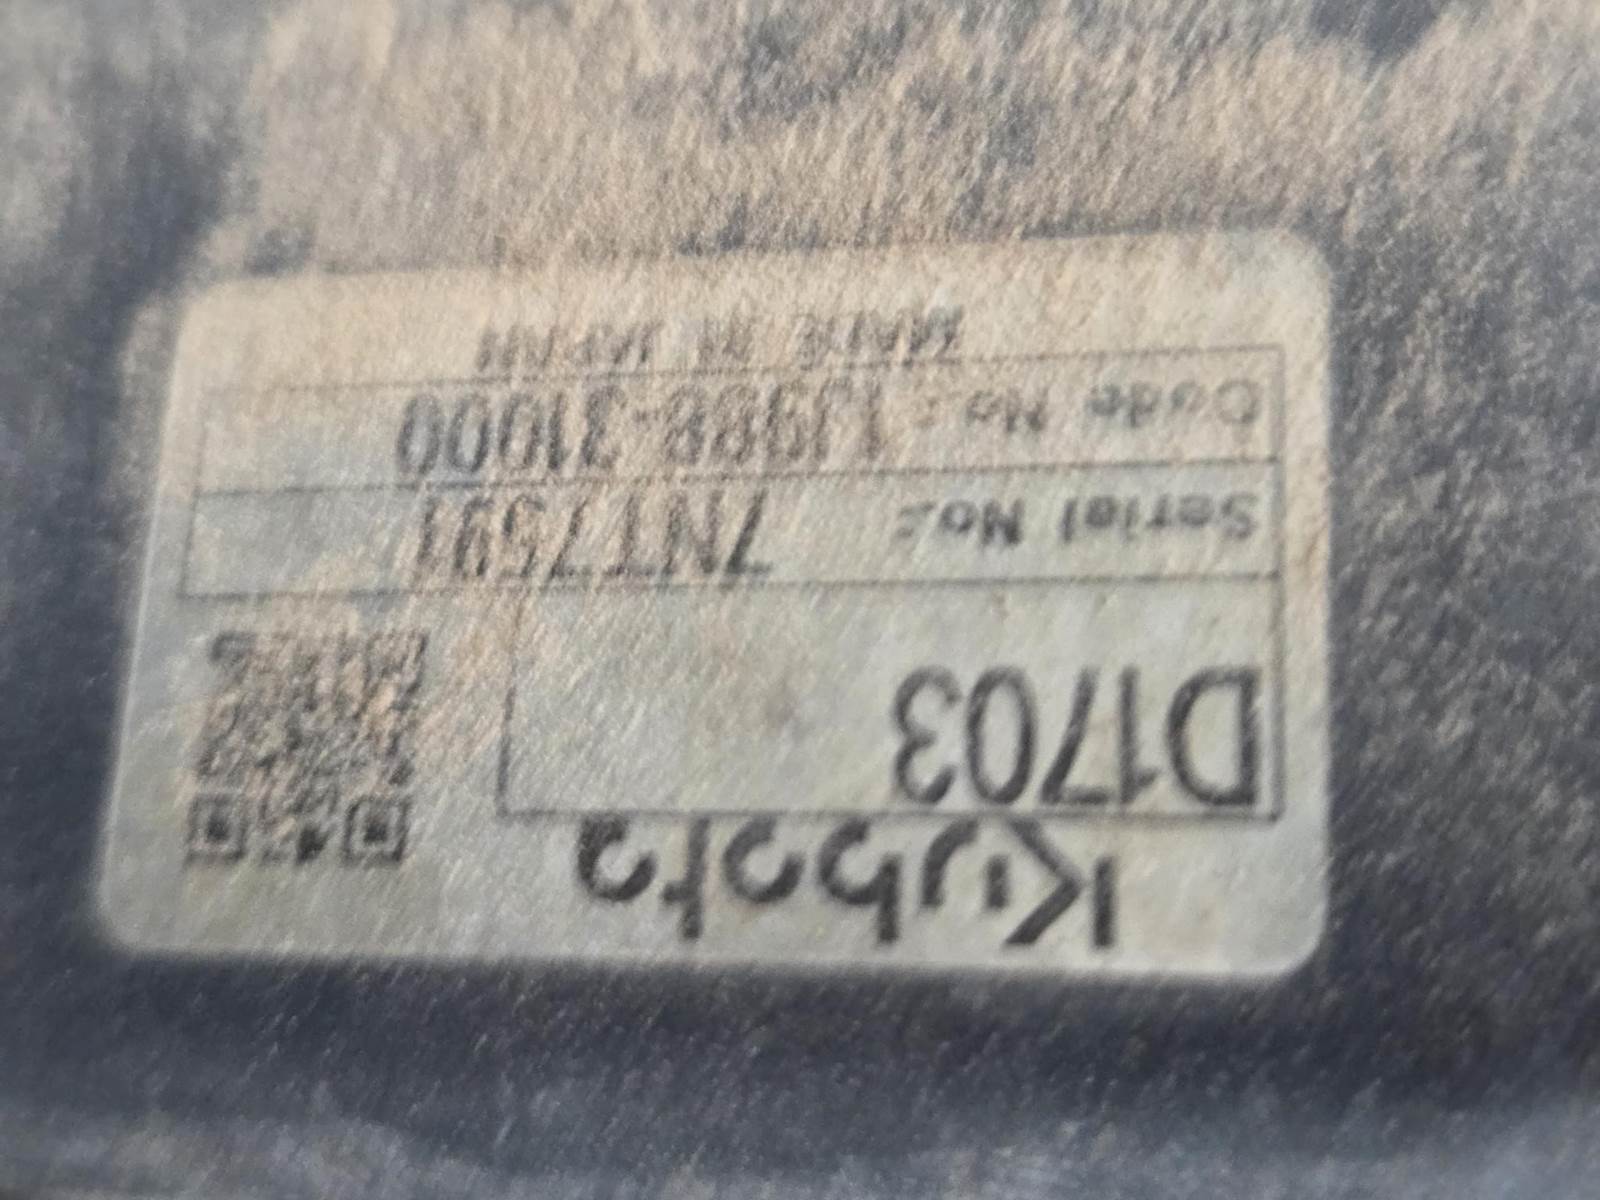 Kubota
D1703
Serial No.: 7NT7591
Code No.: 1J988-31000
MADE IN JAPAN